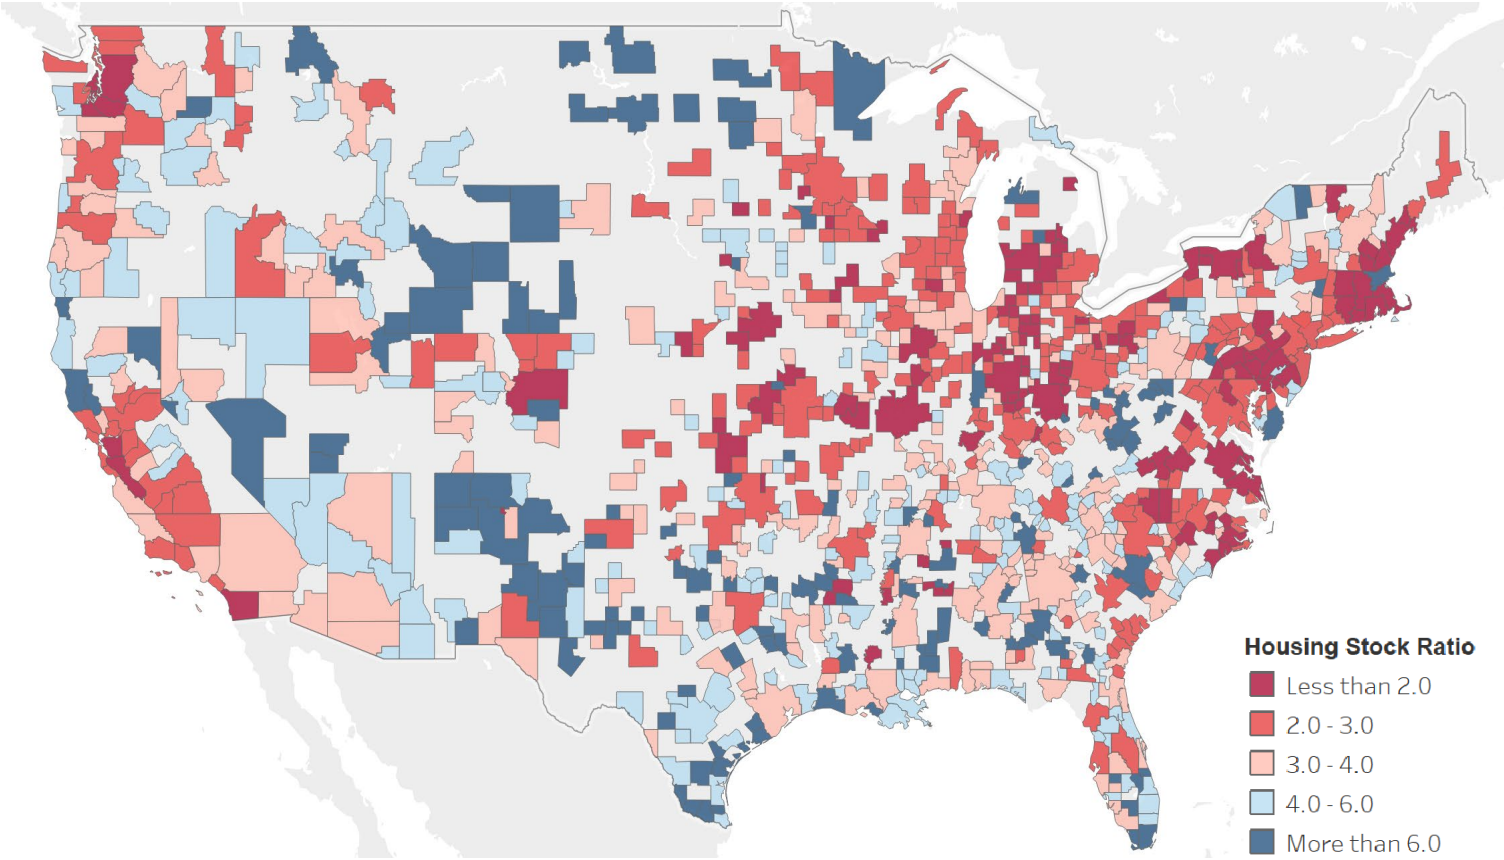 Housing Stock Ratio
Less than 2.0
2.0 - 3.0
3.0 - 4.0
4.0 - 6.0
More than 6.0